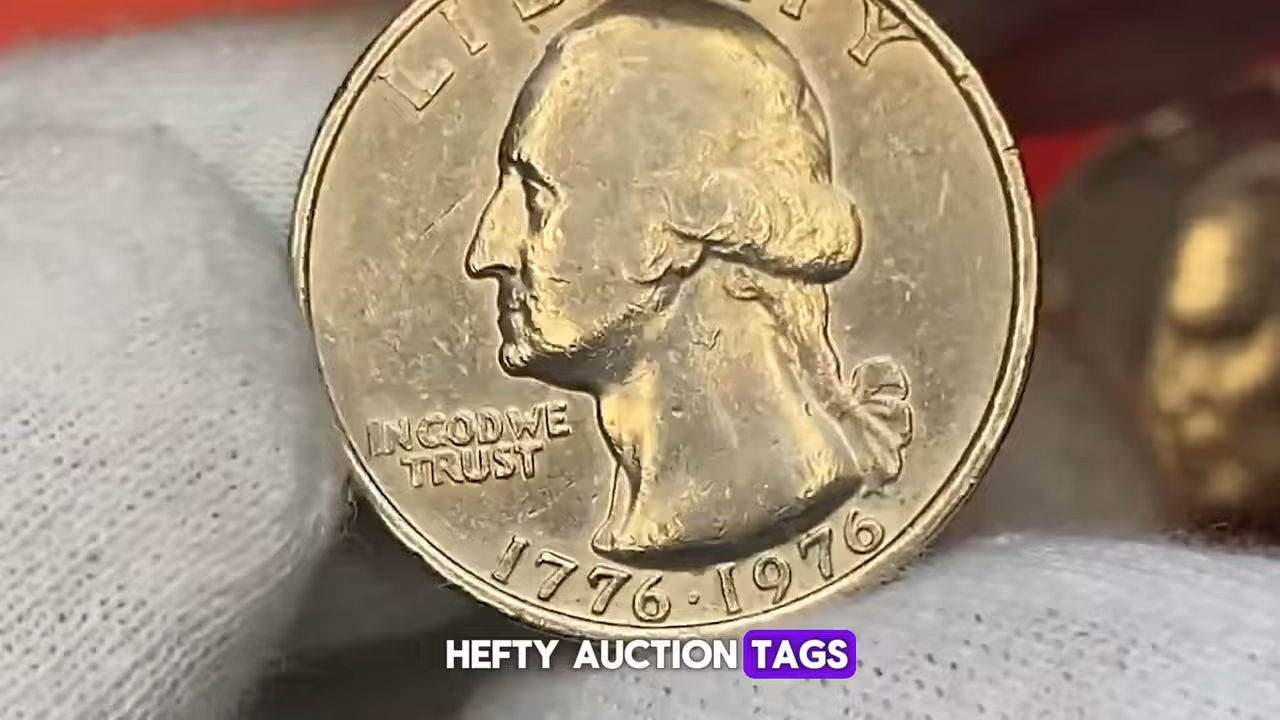 LIBERTY
IN GOD WE
TRUST
1776·1976
HEFTY AUCTION TAGS